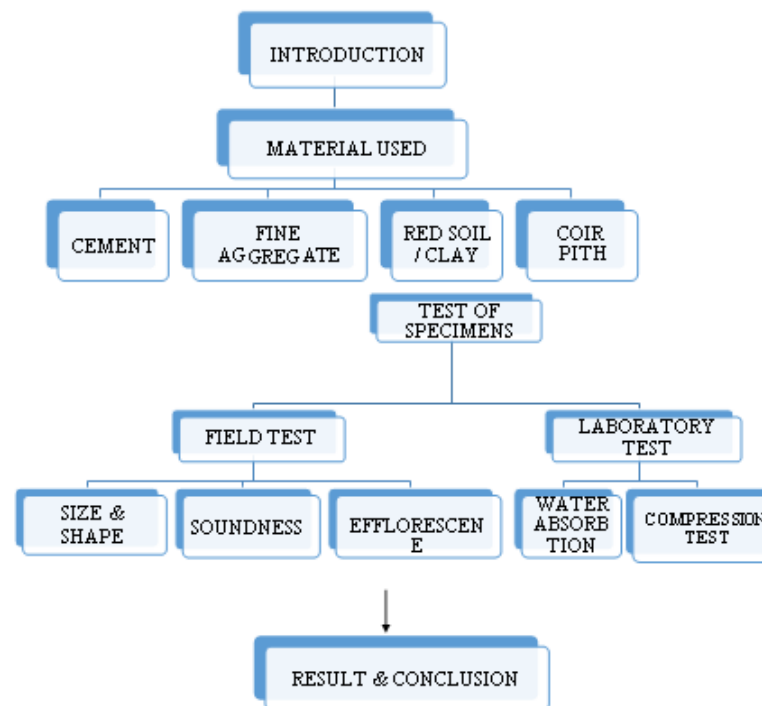 INTRODUCTION
MATERIAL USED
CEMENT
FINE
AGGREGATE
RED SOIL
/ CLAY
COIR
PITH
TEST OF
SPECIMENS
FIELD TEST
LABORATORY
TEST
SIZE &
SHAPE
SOUNDNESS
EFFLORESCEN
E
WATER
ABSORB
TION
COMPRESSION
TEST
RESULT & CONCLUSION